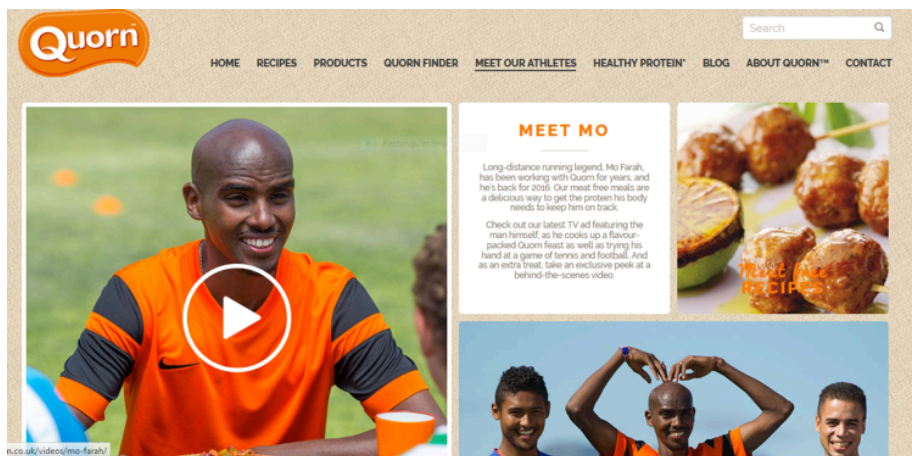 Quorn™
Search
HOME RECIPES PRODUCTS QUORN FINDER MEET OUR ATHLETES HEALTHY PROTEIN* BLOG ABOUT QUORN™ CONTACT
MEET MO
Long-distance running legend, Mo Farah,
has been working with Quorn for years, and
he's back for 2016. Our meat free meals are
a delicious way to get the protein his body
needs to keep him on track.
Check out our latest TV ad featuring the
man himself, as he cooks up a flavour-
packed Quorn feast as well as trying his
hand at a game of tennis and football. And
as an extra treat, take an exclusive peek at a
behind-the-scenes video.
Meat free
RECIPES
n.co.uk/videos/mo-farah/